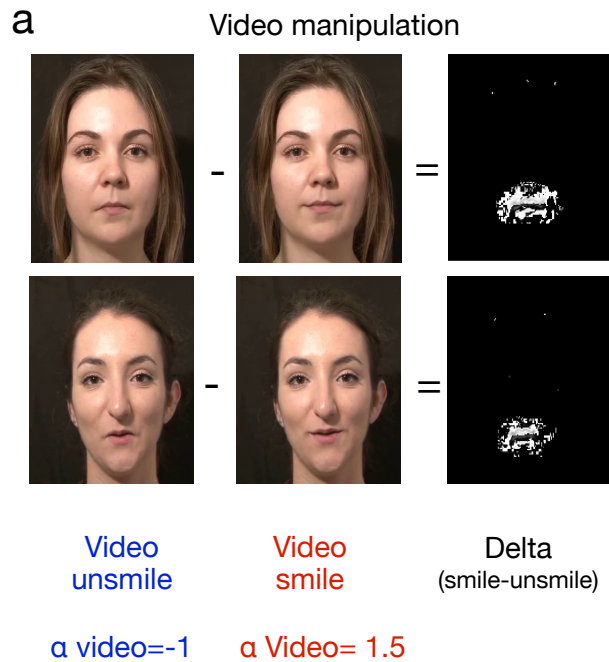 a
Video manipulation
- =
- =
Video
unsmile
Video
smile
Delta
(smile-unsmile)
α video=-1
α Video= 1.5